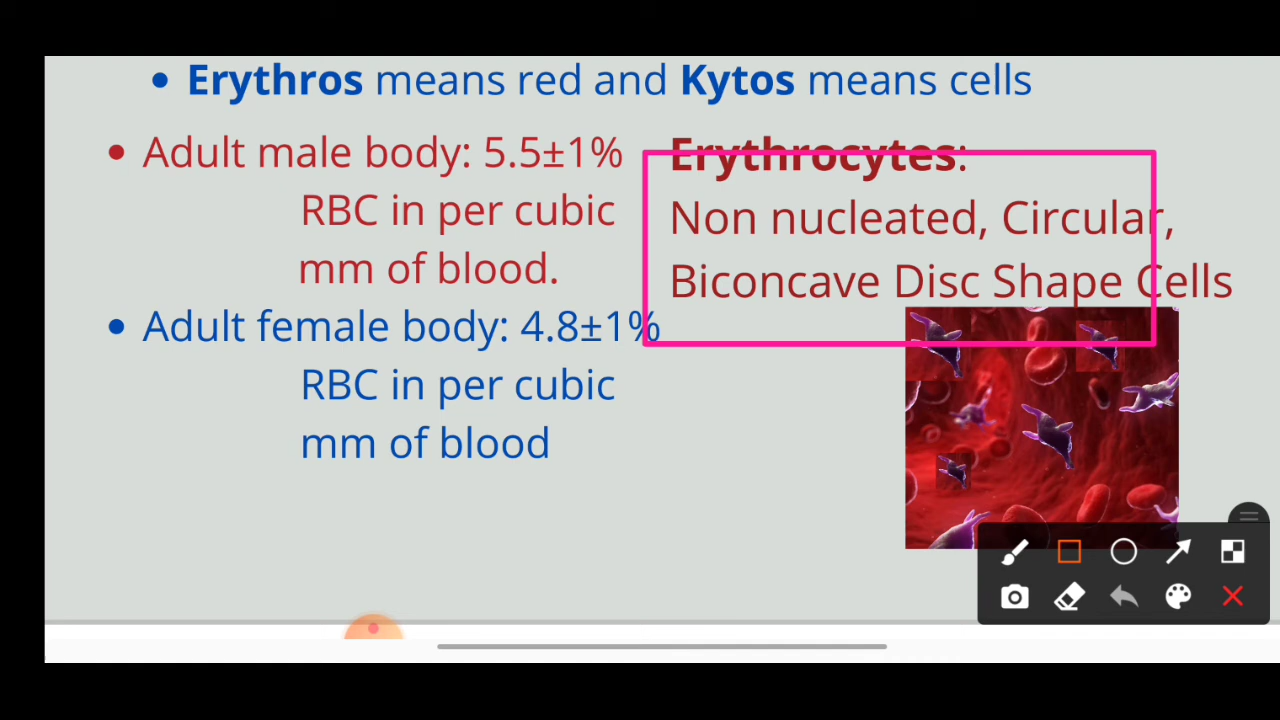 • Erythros means red and Kytos means cells
• Adult male body: 5.5±1%
RBC in per cubic
mm of blood.
• Adult female body: 4.8±1%
RBC in per cubic
mm of blood
Erythrocytes:
Non nucleated, Circular,
Biconcave Disc Shape Cells